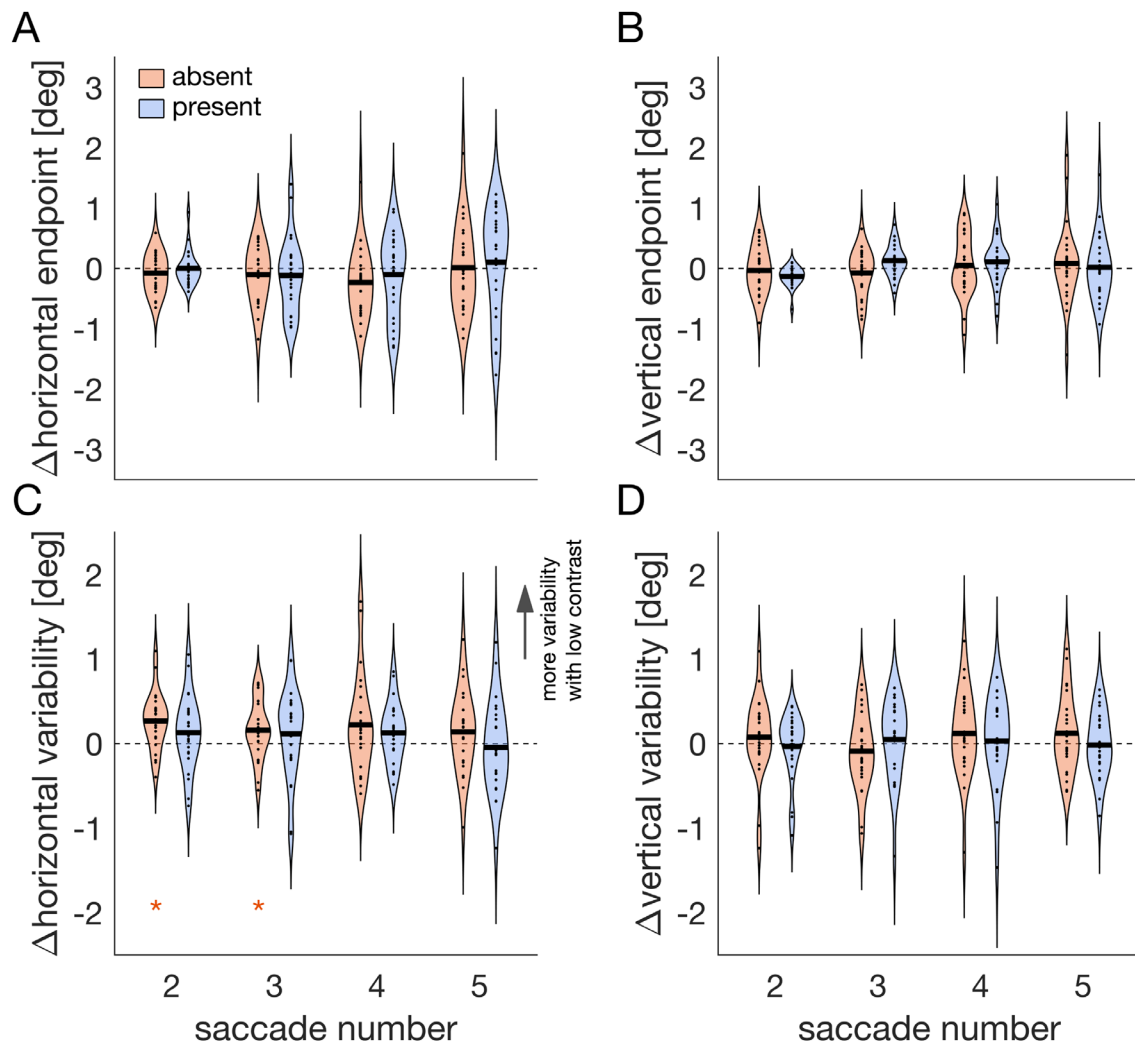 A
Δhorizontal endpoint [deg]
3
2
1
0
-1
-2
-3
absent
present
B
Δvertical endpoint [deg]
3
2
1
0
-1
-2
-3
C
Δhorizontal variability [deg]
2
1
0
-1
-2
more variability
with low contrast
*
*
2
3
4
5
saccade number
D
Δvertical variability [deg]
2
1
0
-1
-2
2
3
4
5
saccade number